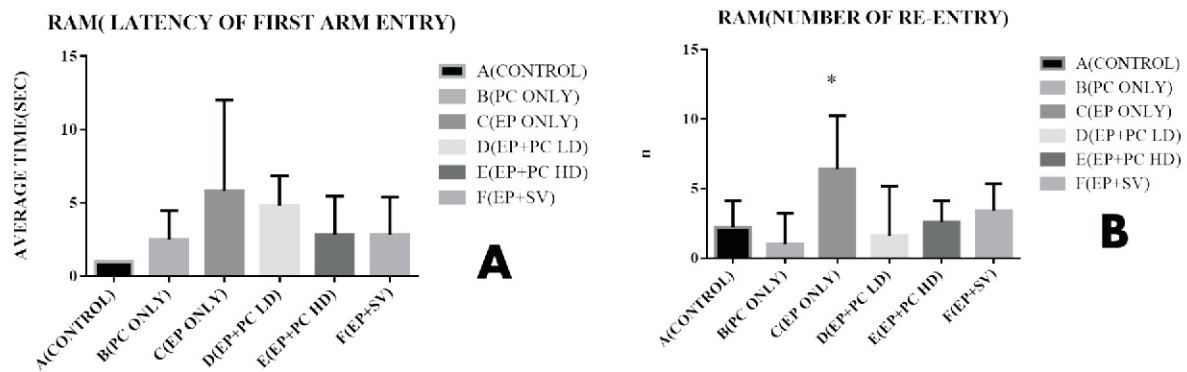 RAM( LATENCY OF FIRST ARM ENTRY)
AVERAGE TIME(SEC)
15
10
5
0
A(CONTROL)
B(PC ONLY)
C(EP ONLY)
D(EP+PC LD)
E(EP+PC HD)
F(EP+SV)
A(CONTROL)
B(PC ONLY)
C(EP ONLY)
D(EP+PC LD)
E(EP+PC HD)
F(EP+SV)
A
RAM(NUMBER OF RE-ENTRY)
n
15
10
5
0
*
A(CONTROL)
B(PC ONLY)
C(EP ONLY)
D(EP+PC LD)
E(EP+PC HD)
F(EP+SV)
A(CONTROL)
B(PC ONLY)
C(EP ONLY)
D(EP+PC LD)
E(EP+PC HD)
F(EP+SV)
B